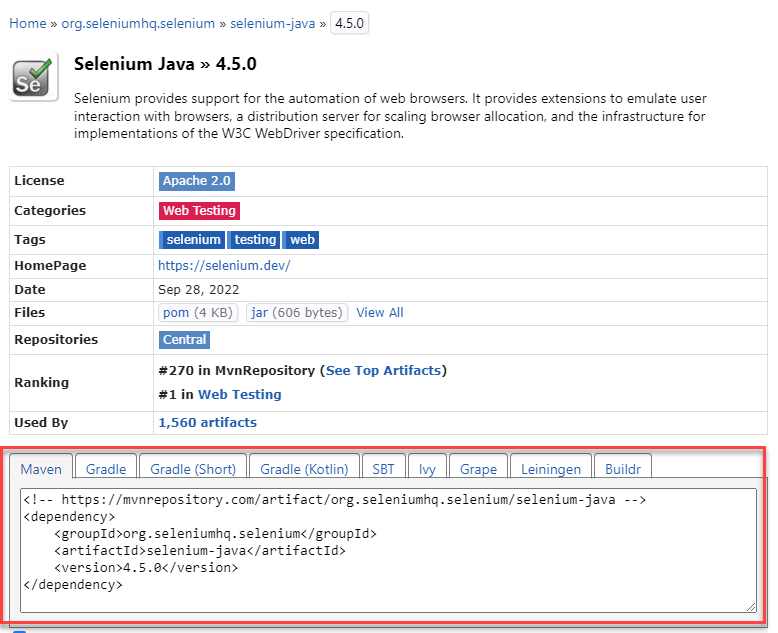 Home » org.seleniumhq.selenium » selenium-java » 4.5.0
Se
Selenium Java » 4.5.0
Selenium provides support for the automation of web browsers. It provides extensions to emulate user
interaction with browsers, a distribution server for scaling browser allocation, and the infrastructure for
implementations of the W3C WebDriver specification.
License Apache 2.0
Categories Web Testing
Tags selenium testing web
HomePage https://selenium.dev/
Date Sep 28, 2022
Files pom (4 KB) jar (606 bytes) View All
Repositories Central
Ranking #270 in MvnRepository (See Top Artifacts)
#1 in Web Testing
Used By 1,560 artifacts
Maven Gradle Gradle (Short) Gradle (Kotlin) SBT Ivy Grape Leiningen Buildr
<!-- https://mvnrepository.com/artifact/org.seleniumhq.selenium/selenium-java -->
<dependency>
    <groupId>org.seleniumhq.selenium</groupId>
    <artifactId>selenium-java</artifactId>
    <version>4.5.0</version>
</dependency>